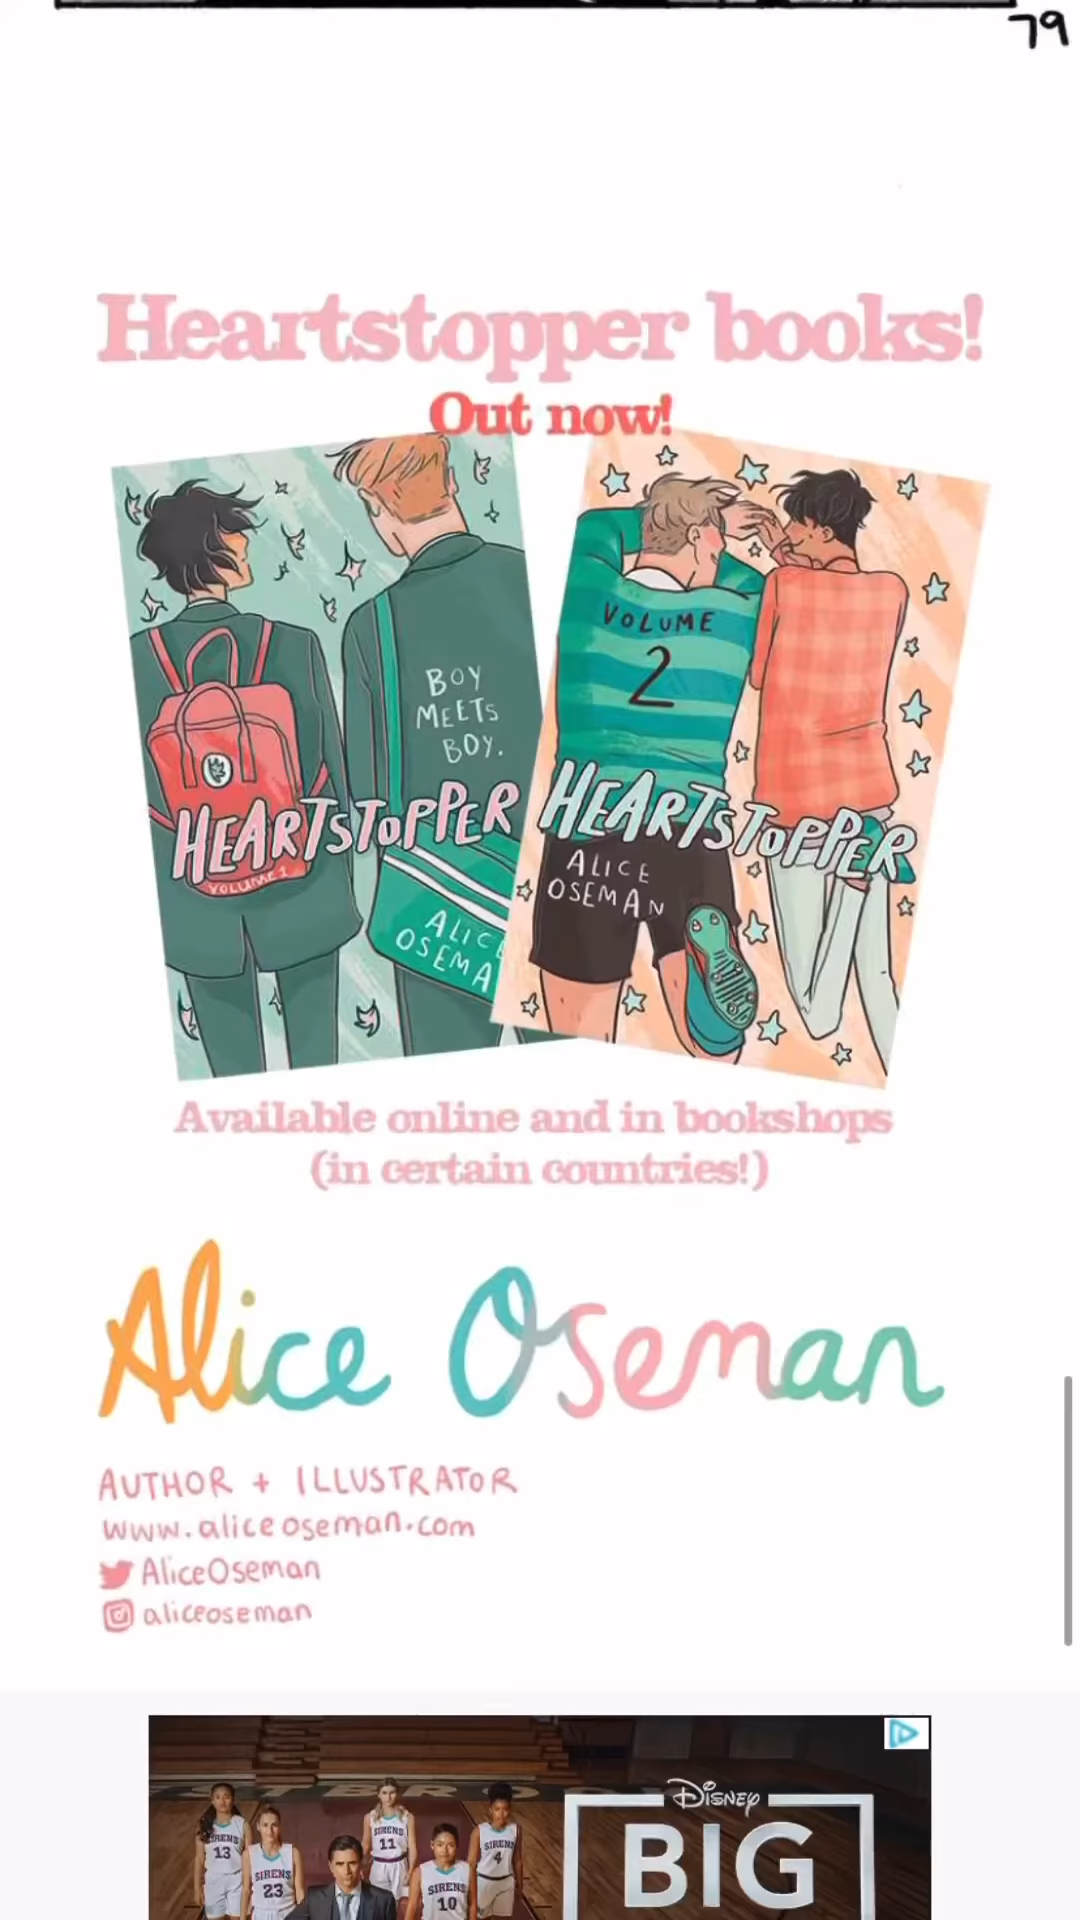 79
Heartstopper books!
Out now!
BOY
MEETS
BOY.
HEARTSTOPPER
VOLUME 1
ALICE
OSEMA
VOLUME
2
HEARTSTOPPER
ALICE
OSEMAN
Available online and in bookshops
(in certain countries!)
Alice Oseman
AUTHOR + ILLUSTRATOR
www.aliceoseman.com
AliceOseman
aliceoseman
DISNEY
BIG
SIRENS
13
SIRENS
23
SIRENS
11
SIRENS
10
SIRENS
4